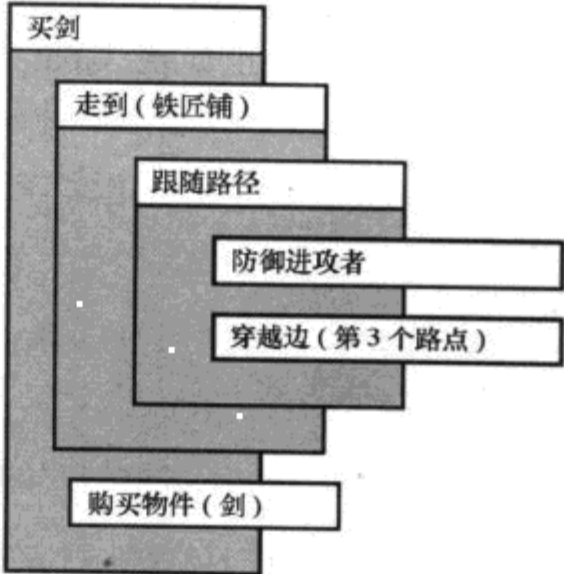 买剑
走到（铁匠铺）
跟随路径
防御进攻者
穿越边（第3个路点）
购买物件（剑）